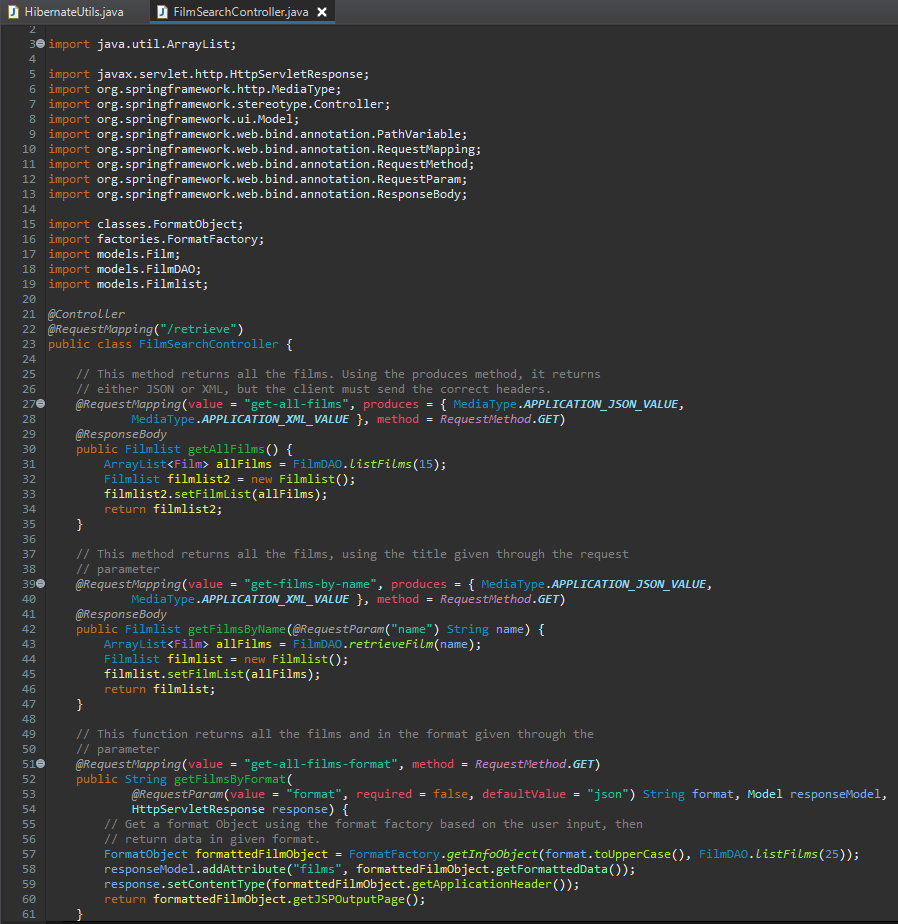 HibernateUtils.java FilmSearchController.java
2
3 import java.util.ArrayList;
4
5 import javax.servlet.http.HttpServletResponse;
6 import org.springframework.http.MediaType;
7 import org.springframework.stereotype.Controller;
8 import org.springframework.ui.Model;
9 import org.springframework.web.bind.annotation.PathVariable;
10 import org.springframework.web.bind.annotation.RequestMapping;
11 import org.springframework.web.bind.annotation.RequestMethod;
12 import org.springframework.web.bind.annotation.RequestParam;
13 import org.springframework.web.bind.annotation.ResponseBody;
14
15 import classes.FormatObject;
16 import factories.FormatFactory;
17 import models.Film;
18 import models.FilmDAO;
19 import models.Filmlist;
20
21 @Controller
22 @RequestMapping("/retrieve")
23 public class FilmSearchController {
24
25     // This method returns all the films. Using the produces method, it returns
26     // either JSON or XML, but the client must send the correct headers.
27     @RequestMapping(value = "get-all-films", produces = { MediaType.APPLICATION_JSON_VALUE,
28             MediaType.APPLICATION_XML_VALUE }, method = RequestMethod.GET)
29     @ResponseBody
30     public Filmlist getAllFilms() {
31         ArrayList<Film> allFilms = FilmDAO.listFilms(15);
32         Filmlist filmlist2 = new Filmlist();
33         filmlist2.setFilmList(allFilms);
34         return filmlist2;
35     }
36
37     // This method returns all the films, using the title given through the request
38     // parameter
39     @RequestMapping(value = "get-films-by-name", produces = { MediaType.APPLICATION_JSON_VALUE,
40             MediaType.APPLICATION_XML_VALUE }, method = RequestMethod.GET)
41     @ResponseBody
42     public Filmlist getFilmsByName(@RequestParam("name") String name) {
43         ArrayList<Film> allFilms = FilmDAO.retrieveFilm(name);
44         Filmlist filmlist = new Filmlist();
45         filmlist.setFilmList(allFilms);
46         return filmlist;
47     }
48
49     // This function returns all the films and in the format given through the
50     // parameter
51     @RequestMapping(value = "get-all-films-format", method = RequestMethod.GET)
52     public String getFilmsByFormat(
53             @RequestParam(value = "format", required = false, defaultValue = "json") String format, Model responseModel,
54             HttpServletResponse response) {
55         // Get a format Object using the format factory based on the user input, then
56         // return data in given format.
57         FormatObject formattedFilmObject = FormatFactory.getInfoObject(format.toUpperCase(), FilmDAO.listFilms(25));
58         responseModel.addAttribute("films", formattedFilmObject.getFormattedData());
59         response.setContentType(formattedFilmObject.getApplicationHeader());
60         return formattedFilmObject.getJSPOutputPage();
61     }